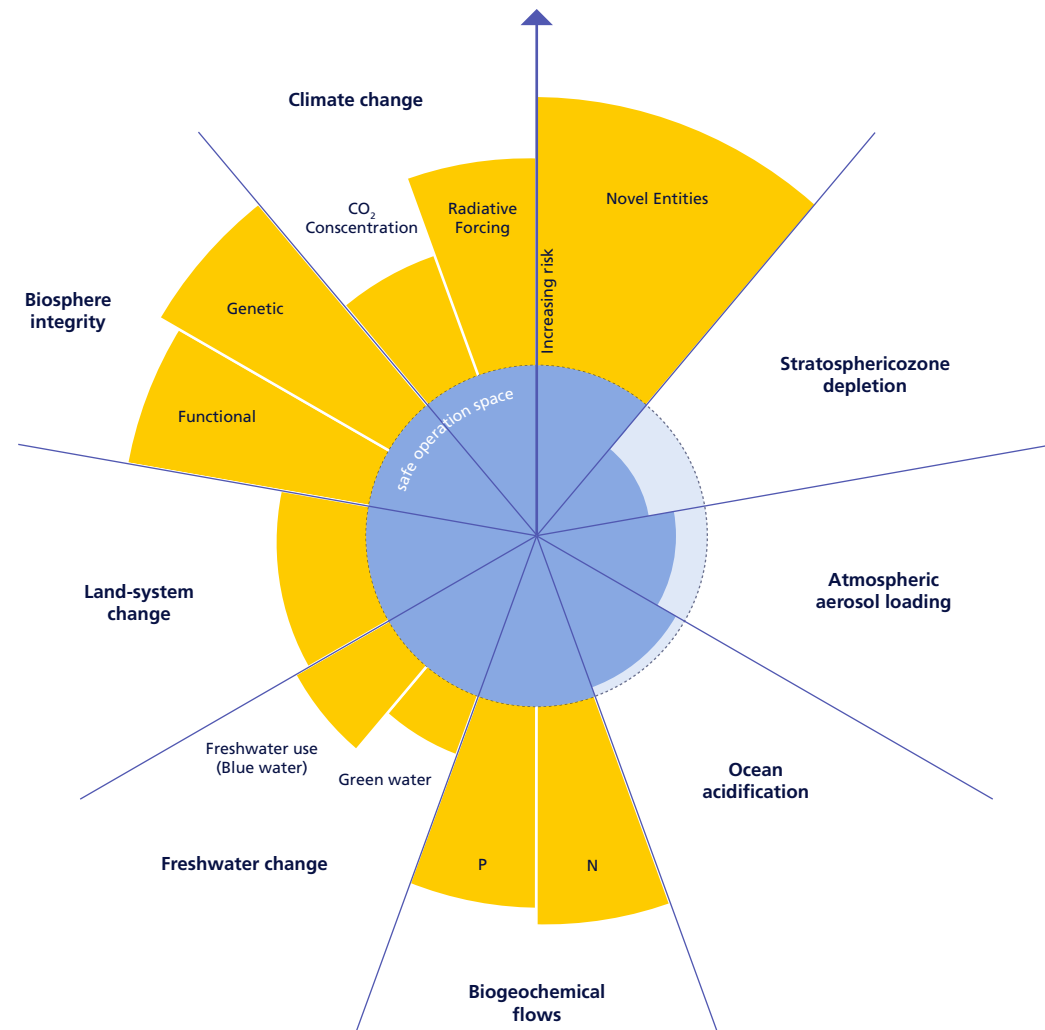 Climate change
Novel Entities
CO₂
Conscentration
Radiative
Forcing
Increasing risk
Biosphere
integrity
Genetic
Functional
safe operation space
Stratosphericozone
depletion
Land-system
change
Atmospheric
aerosol loading
Freshwater use
(Blue water)
Green water
Ocean
acidification
Freshwater change
P
N
Biogeochemical
flows